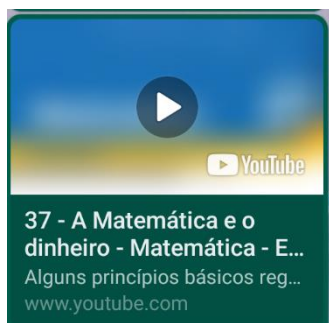 YouTube
37 - A Matemática e o
dinheiro - Matemática - E...
Alguns princípios básicos reg...
www.youtube.com